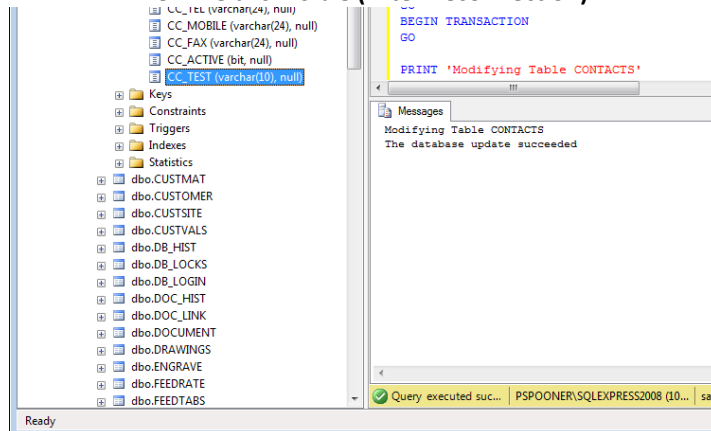 CC_TEL (varchar(24), null)
CC_MOBILE (varchar(24), null)
CC_FAX (varchar(24), null)
CC_ACTIVE (bit, null)
CC_TEST (varchar(10), null)
Keys
Constraints
Triggers
Indexes
Statistics
dbo.CUSTMAT
dbo.CUSTOMER
dbo.CUSTSITE
dbo.CUSTVALS
dbo.DB_HIST
dbo.DB_LOCKS
dbo.DB_LOGIN
dbo.DOC_HIST
dbo.DOC_LINK
dbo.DOCUMENT
dbo.DRAWINGS
dbo.ENGRAVE
dbo.FEEDRATE
dbo.FEEDTABS
GO
BEGIN TRANSACTION
GO
PRINT 'Modifying Table CONTACTS'
Messages
Modifying Table CONTACTS
The database update succeeded
Query executed suc... PSPOONER\SQLEXPRESS2008 (10... sa
Ready